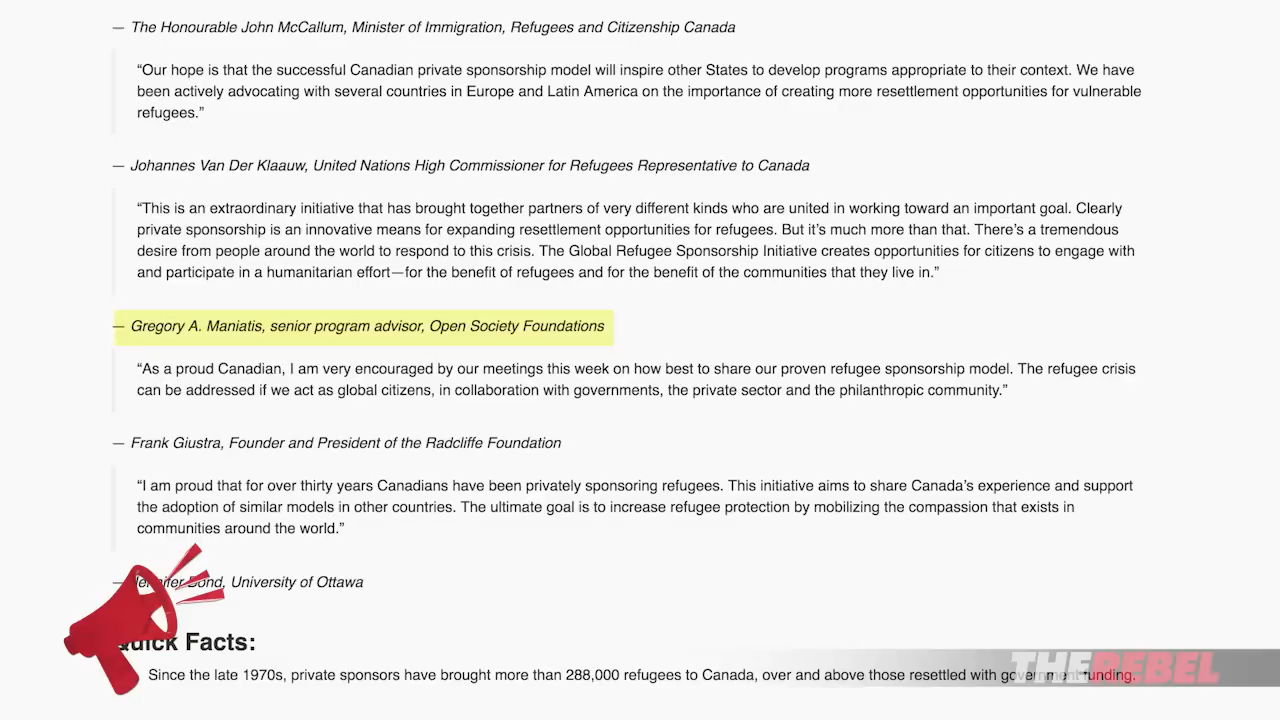 — The Honourable John McCallum, Minister of Immigration, Refugees and Citizenship Canada
“Our hope is that the successful Canadian private sponsorship model will inspire other States to develop programs appropriate to their context. We have
been actively advocating with several countries in Europe and Latin America on the importance of creating more resettlement opportunities for vulnerable
refugees.”
— Johannes Van Der Klaauw, United Nations High Commissioner for Refugees Representative to Canada
“This is an extraordinary initiative that has brought together partners of very different kinds who are united in working toward an important goal. Clearly
private sponsorship is an innovative means for expanding resettlement opportunities for refugees. But it’s much more than that. There’s a tremendous
desire from people around the world to respond to this crisis. The Global Refugee Sponsorship Initiative creates opportunities for citizens to engage with
and participate in a humanitarian effort—for the benefit of refugees and for the benefit of the communities that they live in.”
— Gregory A. Maniatis, senior program advisor, Open Society Foundations
“As a proud Canadian, I am very encouraged by our meetings this week on how best to share our proven refugee sponsorship model. The refugee crisis
can be addressed if we act as global citizens, in collaboration with governments, the private sector and the philanthropic community.”
— Frank Giustra, Founder and President of the Radcliffe Foundation
“I am proud that for over thirty years Canadians have been privately sponsoring refugees. This initiative aims to share Canada’s experience and support
the adoption of similar models in other countries. The ultimate goal is to increase refugee protection by mobilizing the compassion that exists in
communities around the world.”
— Jennifer Bond, University of Ottawa
Quick Facts:
Since the late 1970s, private sponsors have brought more than 288,000 refugees to Canada, over and above those resettled with government funding.
THE REBEL